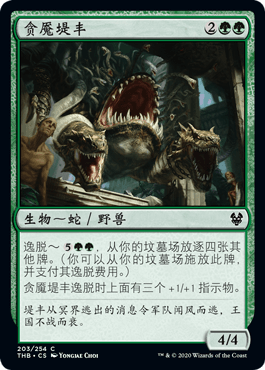 贪魇堤丰 2
生物～蛇／野兽
逸脱～5，从你的坟墓场放逐四张其
他牌。（你可以从你的坟墓场施放此牌，
并支付其逸脱费用。）
贪魇堤丰逸脱时上面有三个+1/+1指示物。
堤丰从冥界逃出的消息令军队闻风而逃，王
国不战而衰。
4/4
203/254 C
THB • CS YONGJAE CHOI
™ & © 2020 Wizards of the Coast